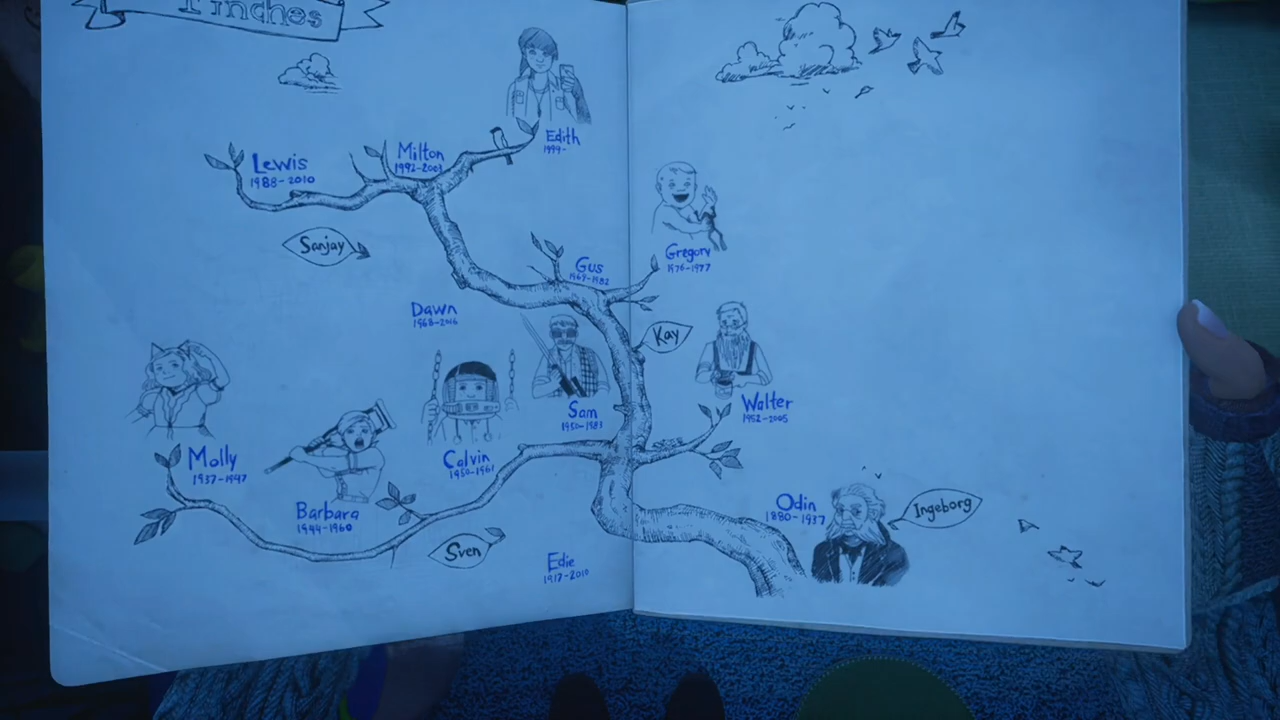 Finches
Edith
1999-
Lewis
1988-2010
Milton
1992-2003
Sanjay
Gregory
1976-1977
Gus
1969-1982
Dawn
1968-2016
Kay
Sam
1950-1983
Walter
1952-2005
Molly
1937-1947
Calvin
1950-1961
Barbara
1944-1960
Odin
1880-1937
Ingeborg
Sven
Edie
1917-2010